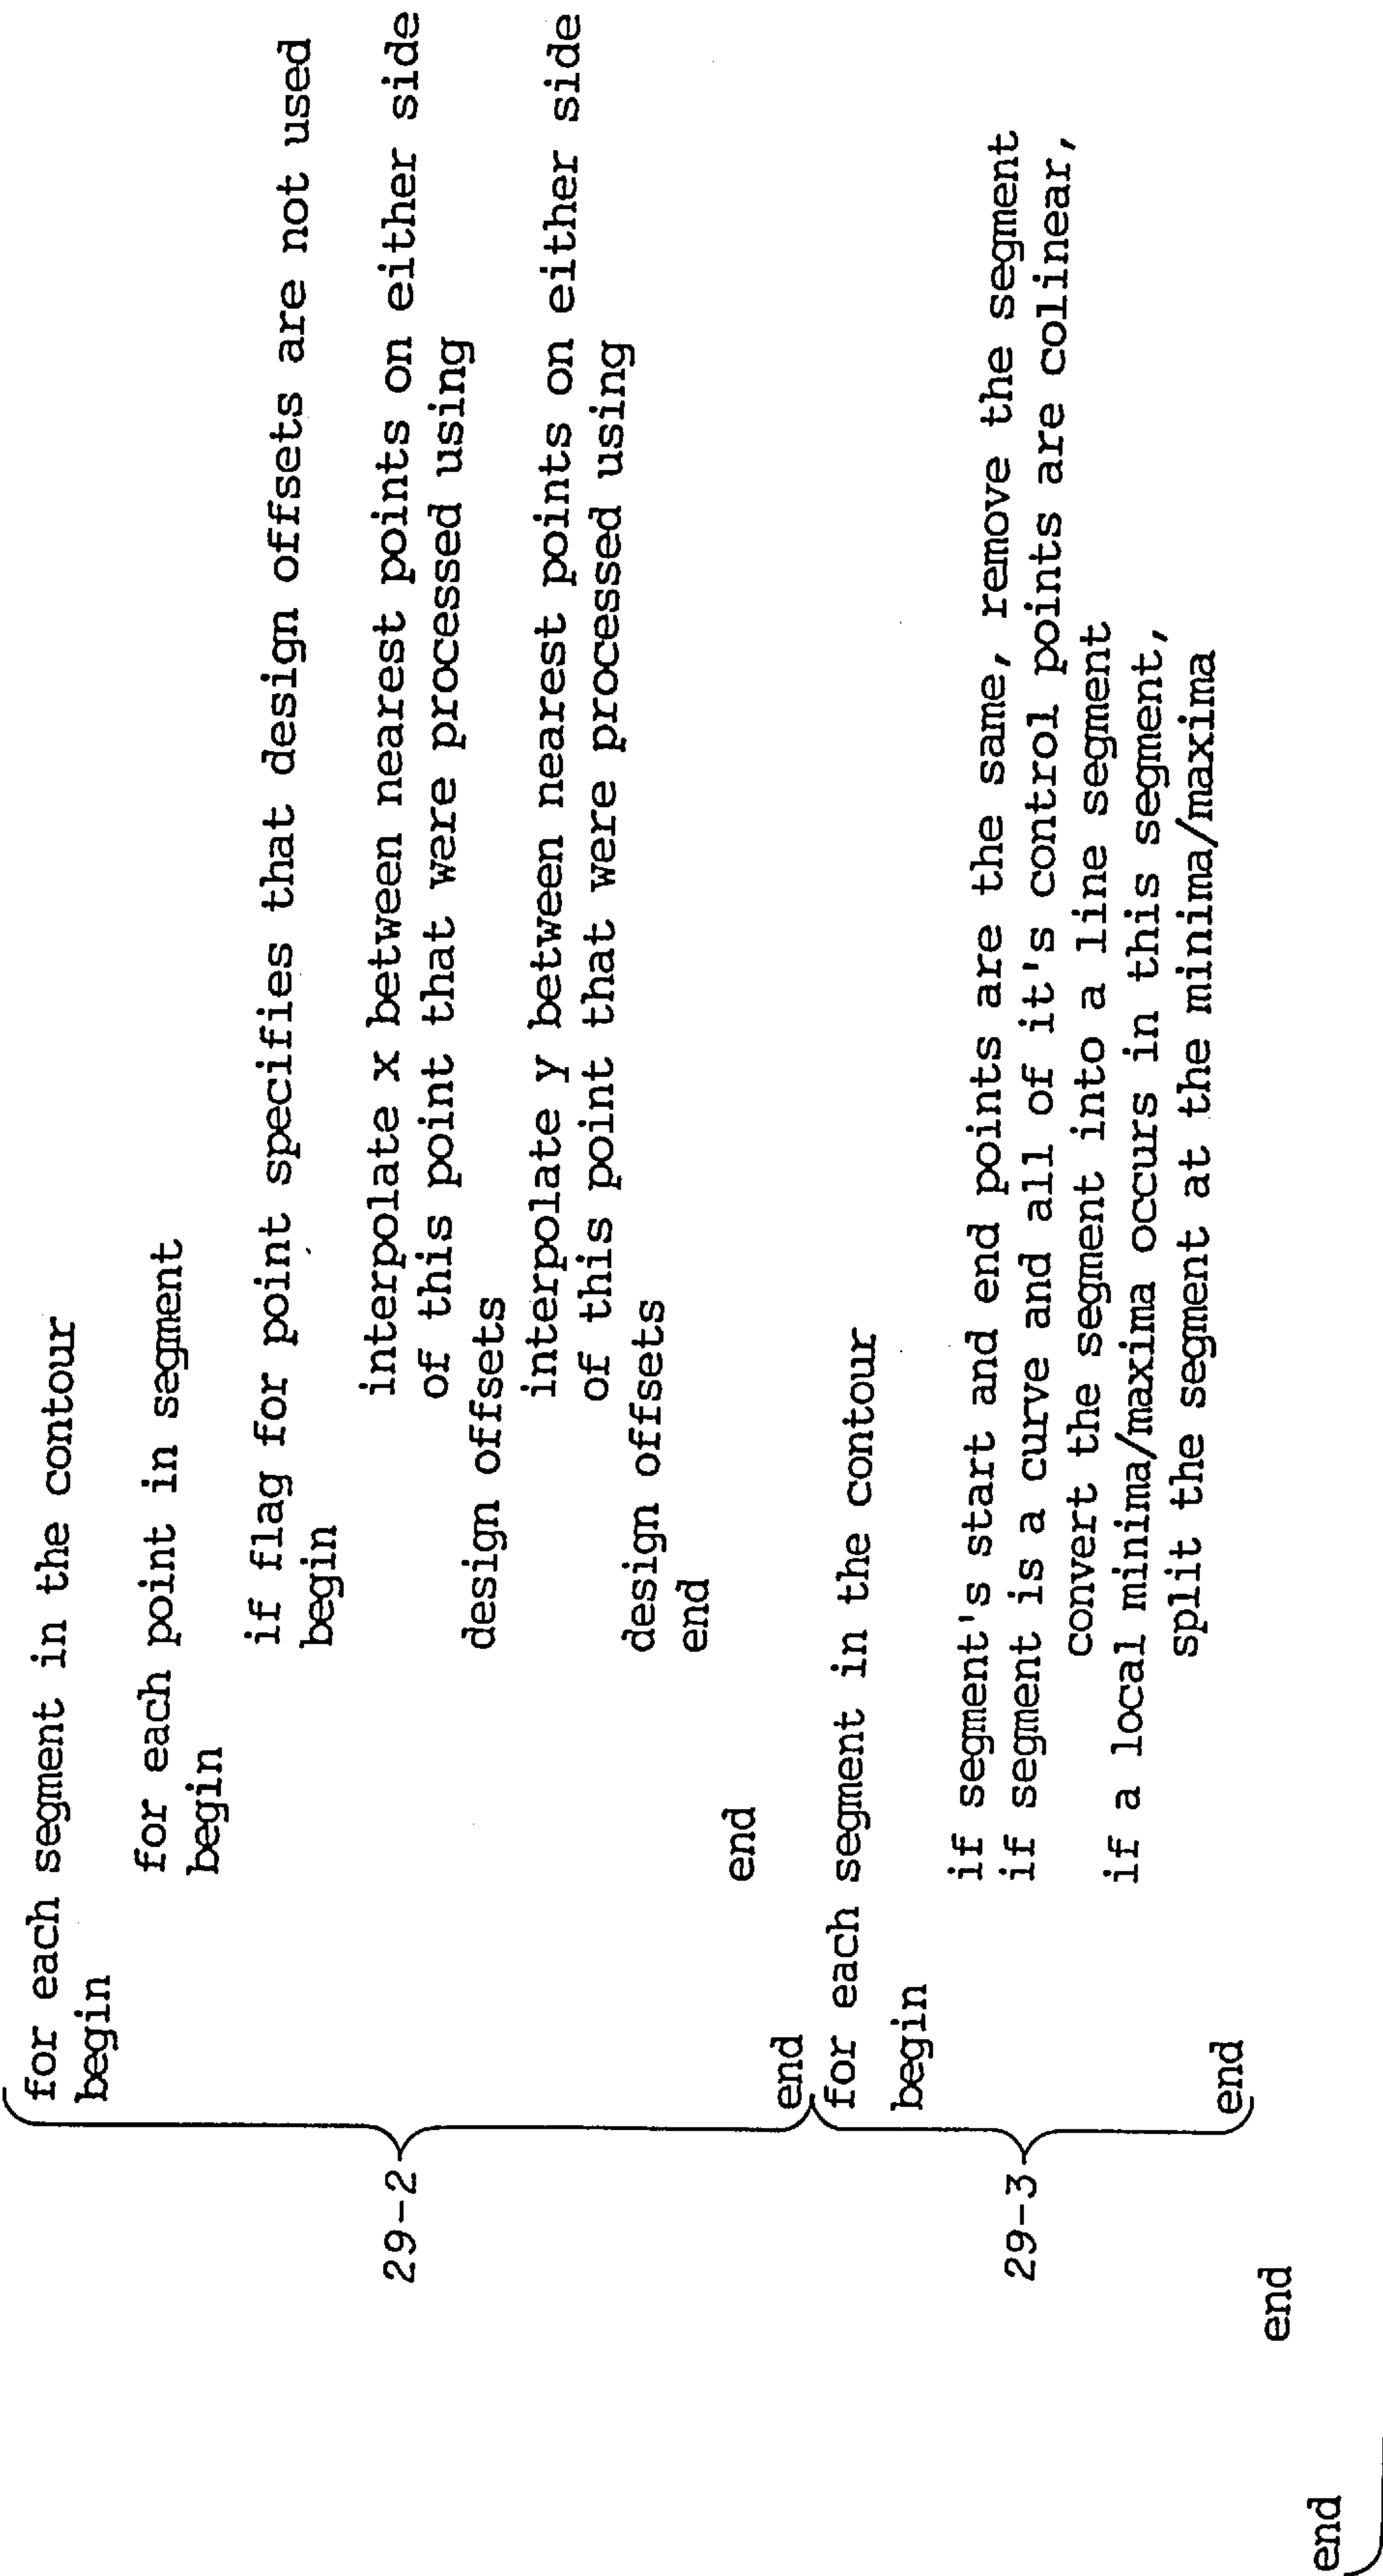 for each segment in the contour
begin
for each point in segment
begin
if flag for point specifies that design offsets are not used
begin
interpolate x between nearest points on either side
of this point that were processed using
design offsets
interpolate y between nearest points on either side
of this point that were processed using
design offsets
end
end
end
29-2
for each segment in the contour
begin
if segment's start and end points are the same, remove the segment
if segment is a curve and all of it's control points are colinear,
convert the segment into a line segment
if a local minima/maxima occurs in this segment,
split the segment at the minima/maxima
end
29-3
end
end